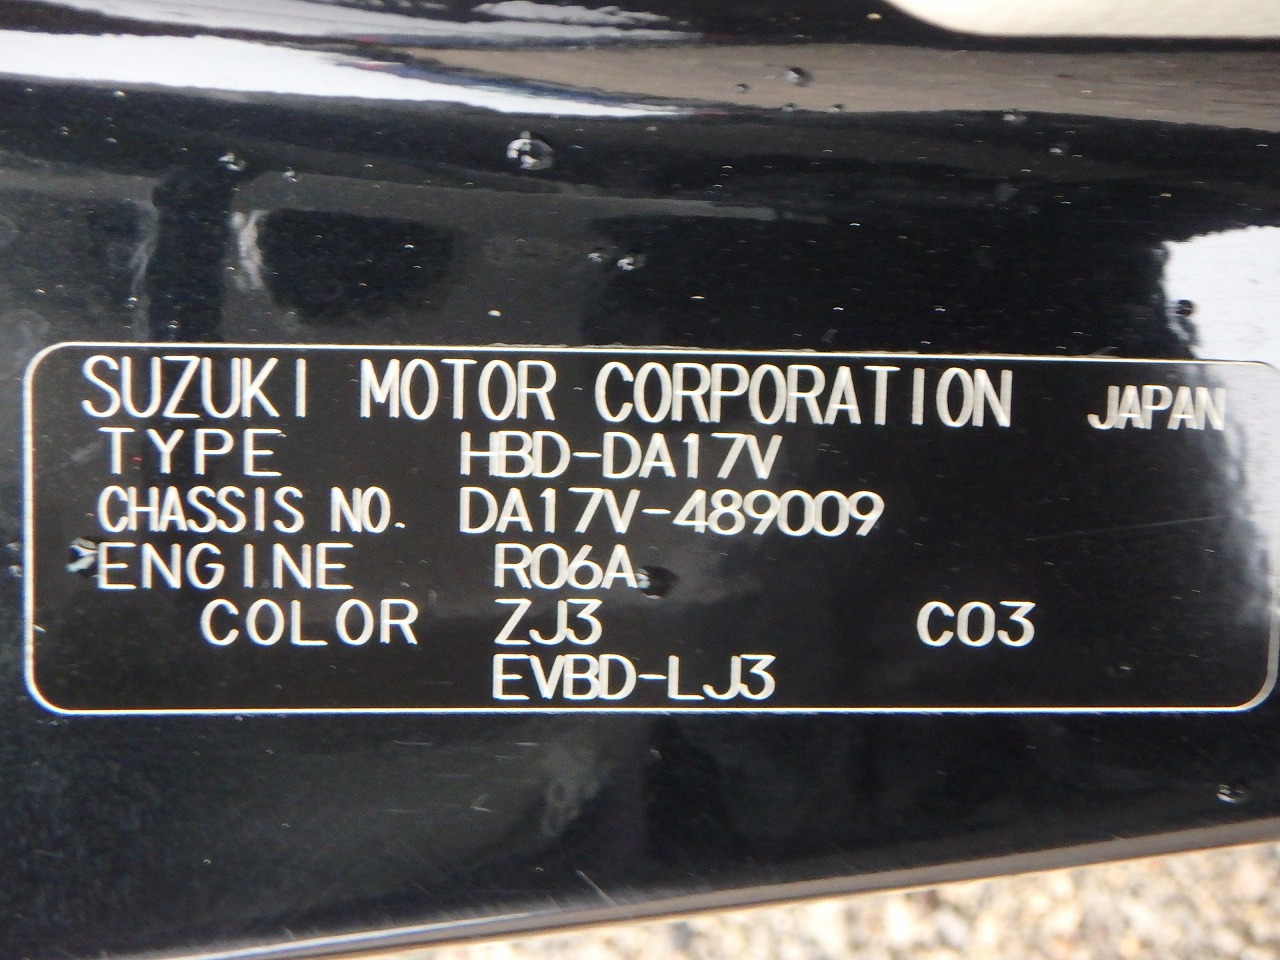 SUZUKI MOTOR CORPORATION JAPAN
TYPE HBD-DA17V
CHASSIS NO. DA17V-489009
ENGINE R06A
COLOR ZJ3 C03
EVBD-LJ3